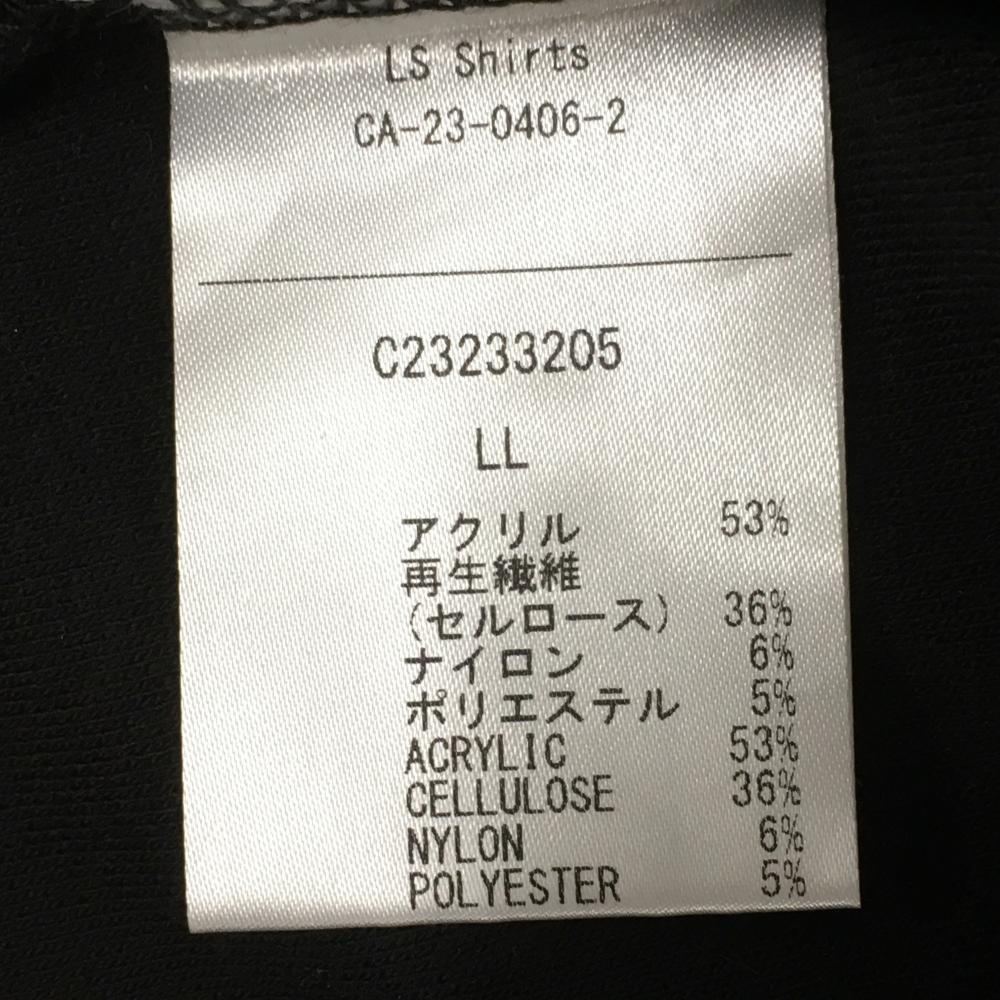 LS Shirts
CA-23-0406-2
C23233205
LL
アクリル 53%
再生繊維
(セルロース) 36%
ナイロン 6%
ポリエステル 5%
ACRYLIC 53%
CELLULOSE 36%
NYLON 6%
POLYESTER 5%